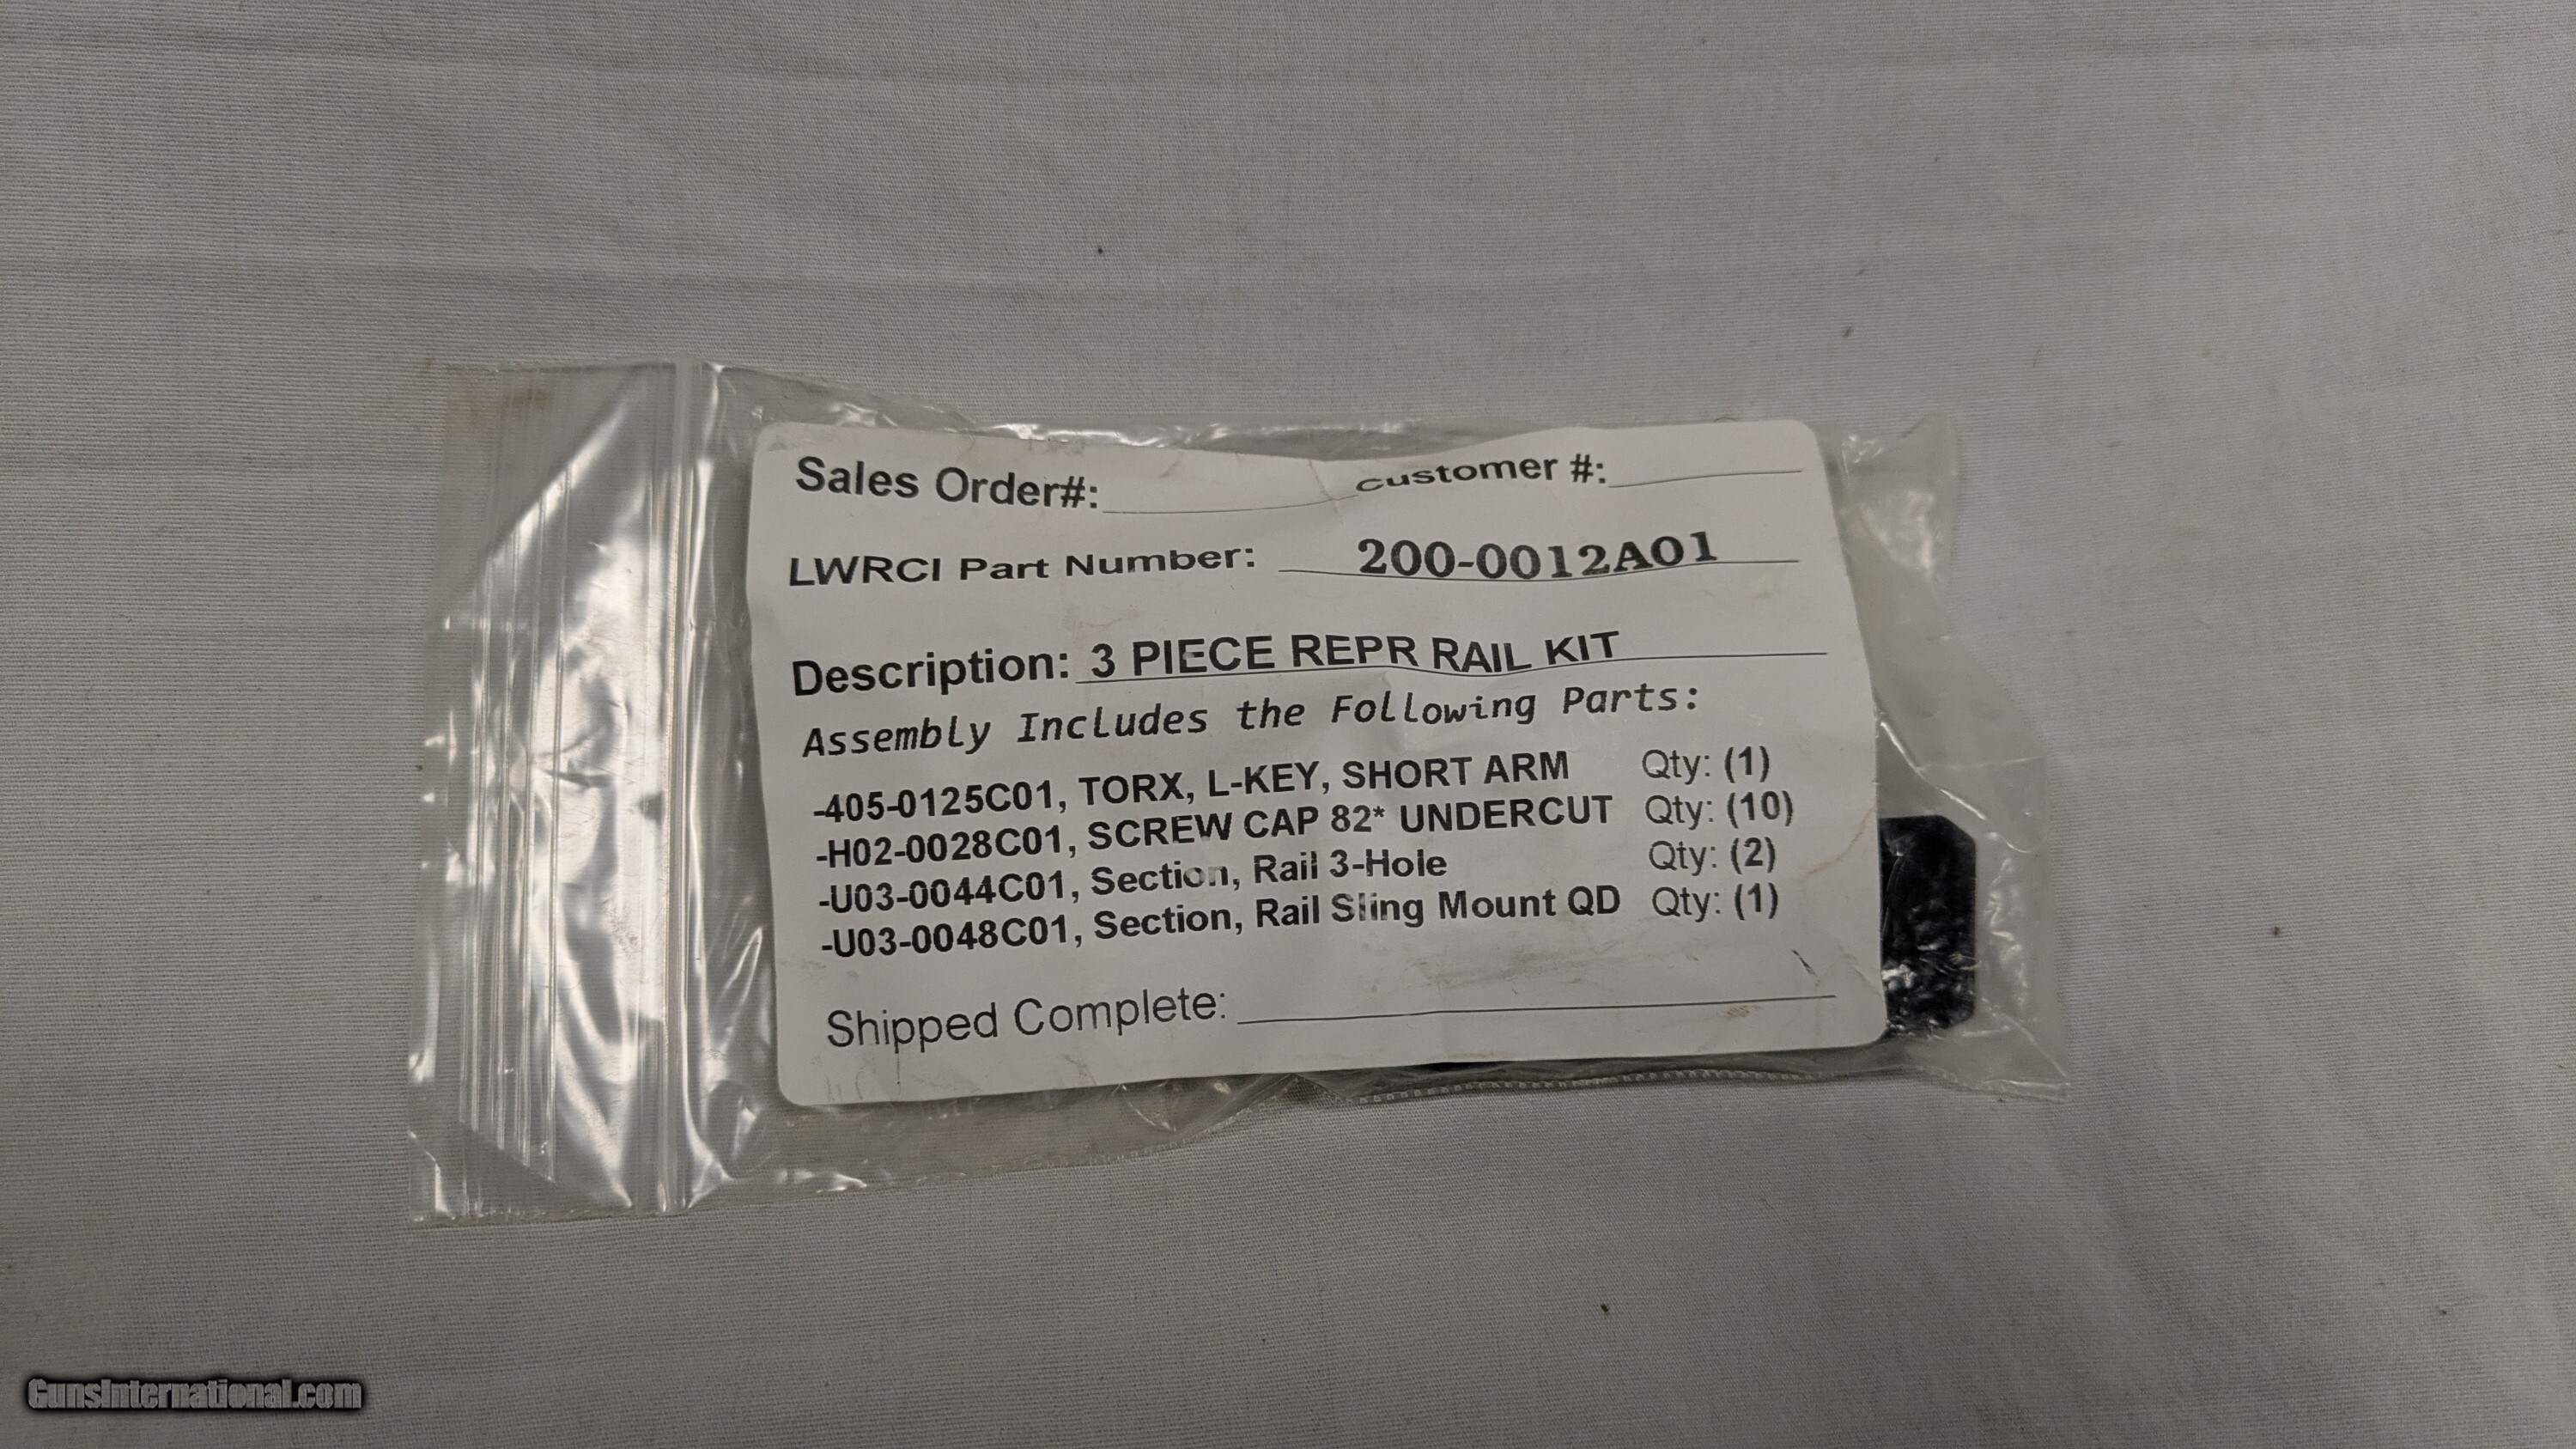 Sales Order#: Customer #:
LWRCI Part Number: 200-0012A01
Description: 3 PIECE REPR RAIL KIT
Assembly Includes the Following Parts:
-405-0125C01, TORX, L-KEY, SHORT ARM Qty: (1)
-H02-0028C01, SCREW CAP 82* UNDERCUT Qty: (10)
-U03-0044C01, Section, Rail 3-Hole Qty: (2)
-U03-0048C01, Section, Rail Sling Mount QD Qty: (1)
Shipped Complete:
GunsInternational.com